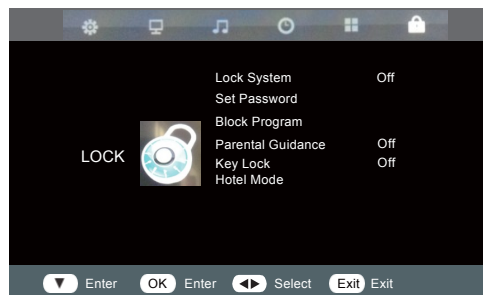 Lock System Off
Set Password
Block Program
LOCK
Parental Guidance Off
Key Lock Off
Hotel Mode
▼ Enter OK Enter ◀▶ Select Exit Exit